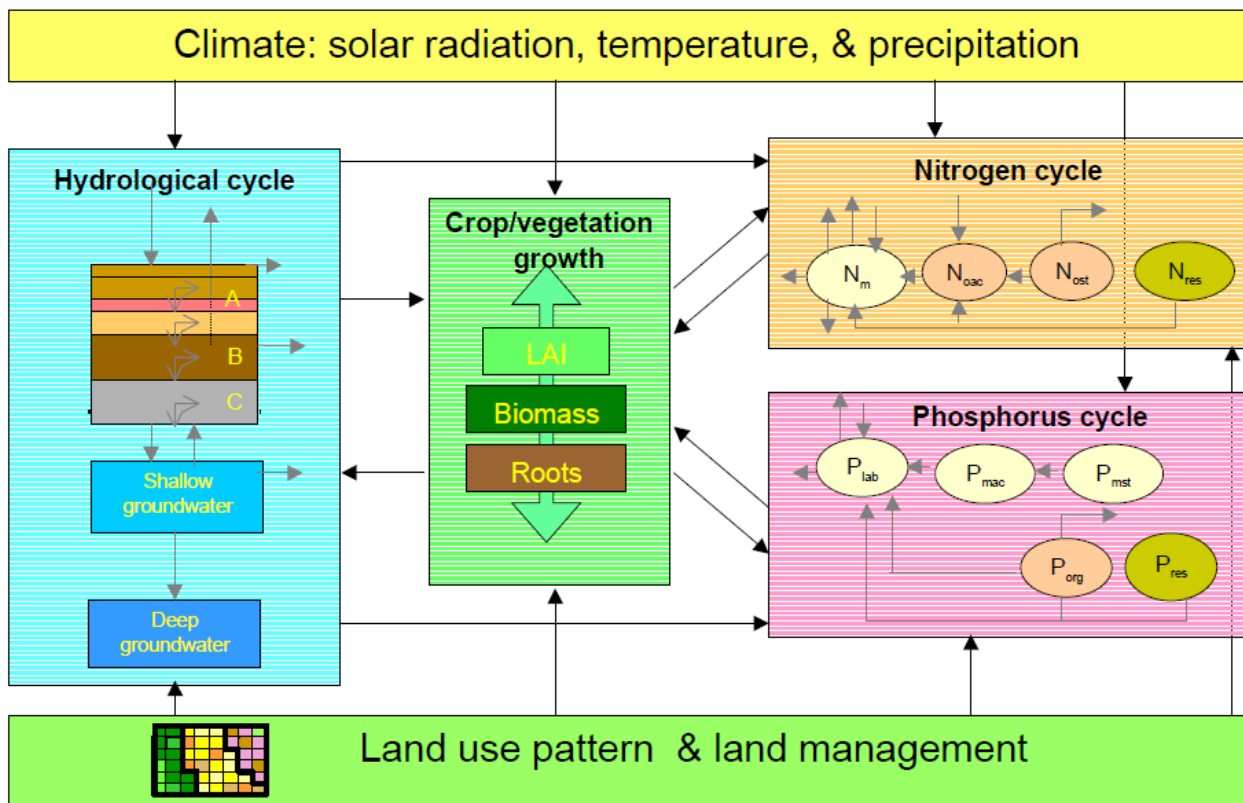 Climate: solar radiation, temperature, & precipitation
Hydrological cycle
A
B
C
Shallow
groundwater
Deep
groundwater
Crop/vegetation
growth
LAI
Biomass
Roots
Nitrogen cycle
Nm
Noac
Nost
Nres
Phosphorus cycle
Plab
Pmac
Pmst
Porg
Pres
Land use pattern & land management